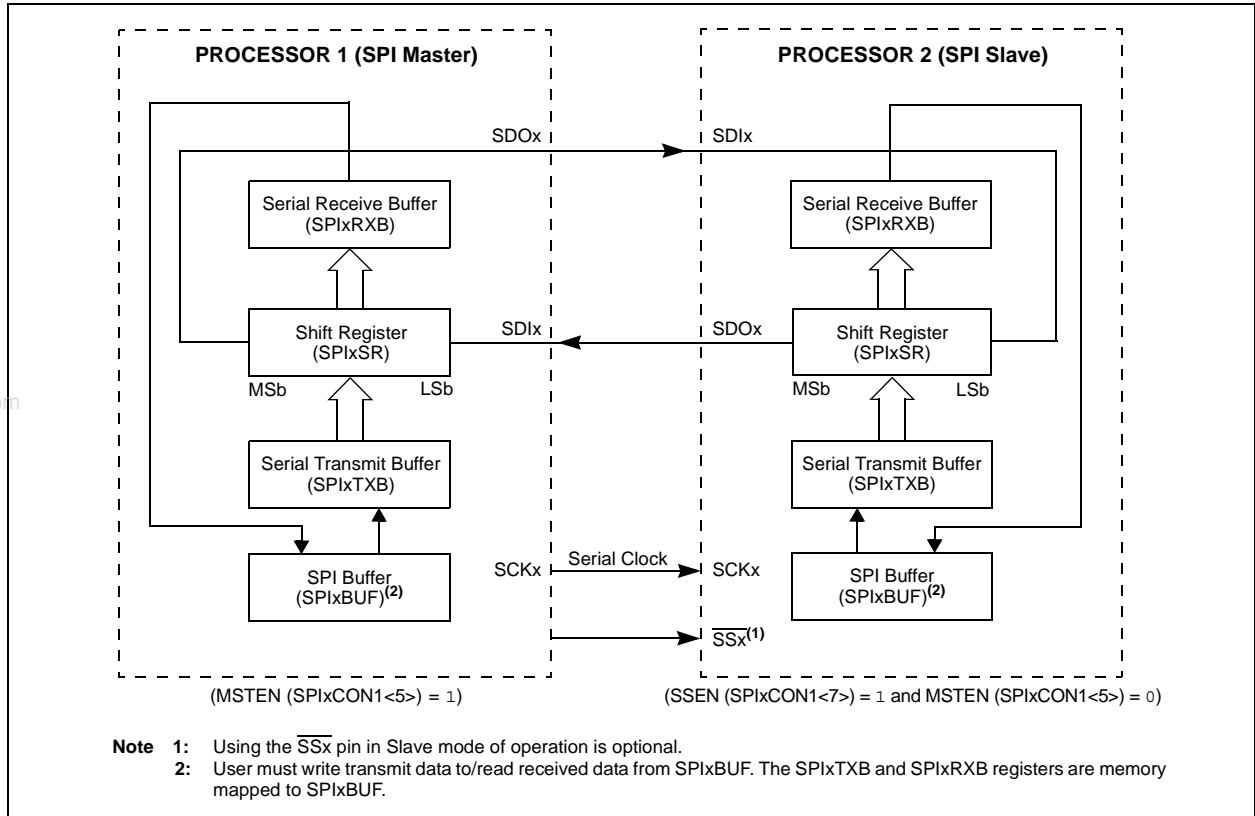 PROCESSOR 1 (SPI Master)
PROCESSOR 2 (SPI Slave)
SDOx
SDIx
Serial Receive Buffer
(SPIxRXB)
Serial Receive Buffer
(SPIxRXB)
Shift Register
(SPIxSR)
SDIx
SDOx
Shift Register
(SPIxSR)
MSb
LSb
MSb
LSb
om
Serial Transmit Buffer
(SPIxTXB)
Serial Transmit Buffer
(SPIxTXB)
SPI Buffer
(SPIxBUF)(2)
SCKx
Serial Clock
SCKx
SPI Buffer
(SPIxBUF)(2)
SSx(1)
(MSTEN (SPIxCON1<5>) = 1)
(SSEN (SPIxCON1<7>) = 1 and MSTEN (SPIxCON1<5>) = 0)
Note 1: Using the SSx pin in Slave mode of operation is optional.
2: User must write transmit data to/read received data from SPIxBUF. The SPIxTXB and SPIxRXB registers are memory
mapped to SPIxBUF.